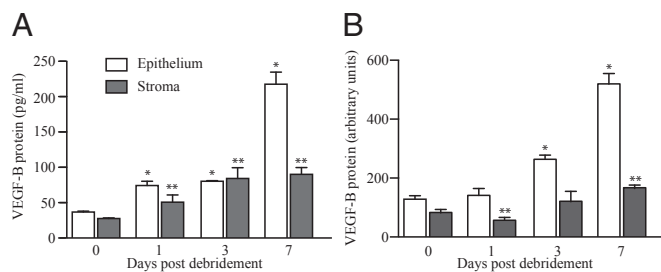 A
VEGF-B protein (pg/ml)
250
200
150
100
50
0
Epithelium
Stroma
*
**
*
**
*
**
0 1 3 7
Days post debridement
B
VEGF-B protein (arbitrary units)
600
400
200
0
**
*
*
**
0 1 3 7
Days post debridement